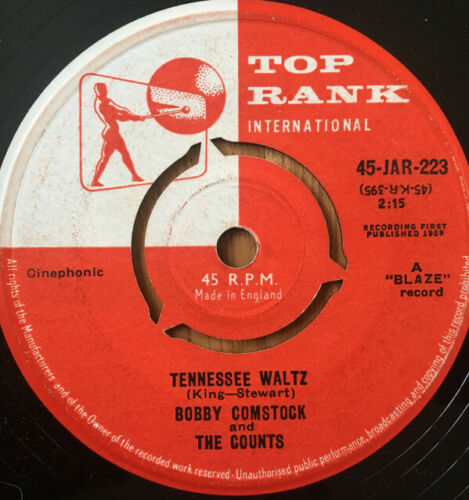 TOP
RANK
INTERNATIONAL
45-JAR-223
(45-K-R-395)
2:15
RECORDING FIRST
PUBLISHED 1959
Cinephonic
45 R.P.M.
Made in England
A
"BLAZE"
record
TENNESSEE WALTZ
(King—Stewart)
BOBBY COMSTOCK
and
THE COUNTS
All rights of the Manufacturers and of the Owner of the recorded work reserved - Unauthorised public performance, broadcasting and copying of this record prohibited